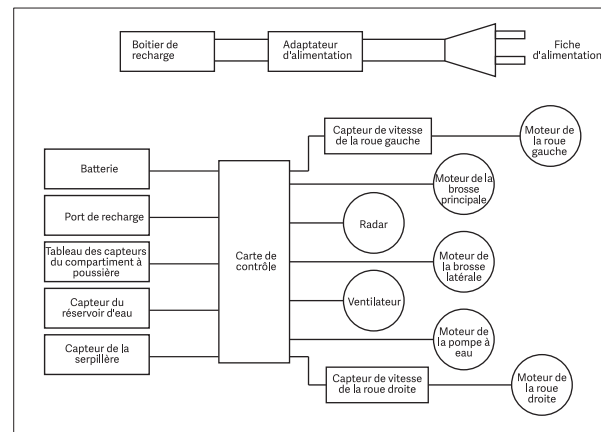 Boitier de
recharge
Adaptateur
d'alimentation
Fiche
d'alimentation
Capteur de vitesse
de la roue gauche
Moteur de
la roue
gauche
Batterie
Moteur de la
brosse
principale
Port de recharge
Radar
Tableau des capteurs
du compartiment à
poussière
Carte de
contrôle
Moteur de
la brosse
latérale
Capteur du
réservoir d'eau
Ventilateur
Moteur de
la pompe à
eau
Capteur de la
serpillère
Capteur de vitesse
de la roue droite
Moteur de
la roue
droite